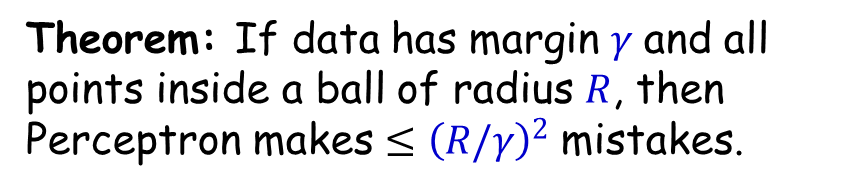 Theorem: If data has margin γ and all
points inside a ball of radius R, then
Perceptron makes ≤ (R/γ)² mistakes.